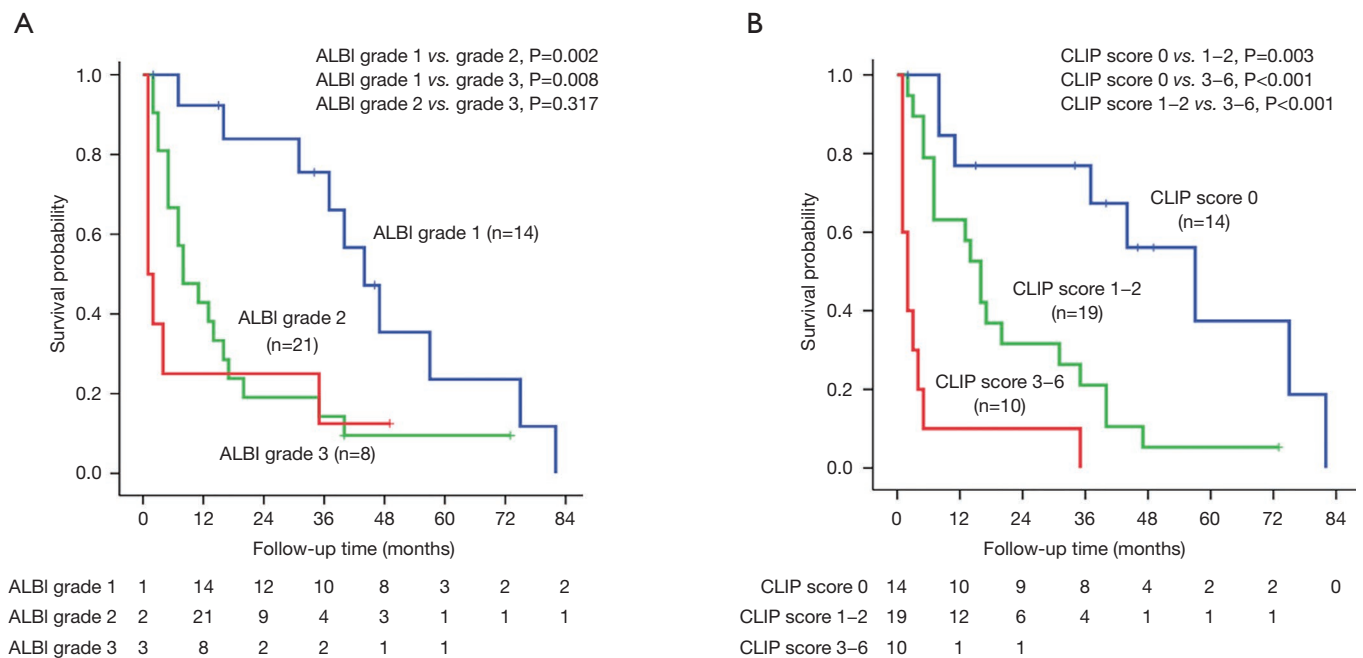 A
ALBI grade 1 vs. grade 2, P=0.002
ALBI grade 1 vs. grade 3, P=0.008
ALBI grade 2 vs. grade 3, P=0.317
1.0
0.8
0.6
0.4
0.2
0.0
Survival probability
ALBI grade 1 (n=14)
ALBI grade 2
(n=21)
ALBI grade 3 (n=8)
0 12 24 36 48 60 72 84
Follow-up time (months)
ALBI grade 1 1 14 12 10 8 3 2 2
ALBI grade 2 2 21 9 4 3 1 1 1
ALBI grade 3 3 8 2 2 1 1
B
CLIP score 0 vs. 1–2, P=0.003
CLIP score 0 vs. 3–6, P<0.001
CLIP score 1–2 vs. 3–6, P<0.001
1.0
0.8
0.6
0.4
0.2
0.0
Survival probability
CLIP score 0
(n=14)
CLIP score 1–2
(n=19)
CLIP score 3–6
(n=10)
0 12 24 36 48 60 72 84
Follow-up time (months)
CLIP score 0 14 10 9 8 4 2 2 0
CLIP score 1–2 19 12 6 4 1 1 1
CLIP score 3–6 10 1 1